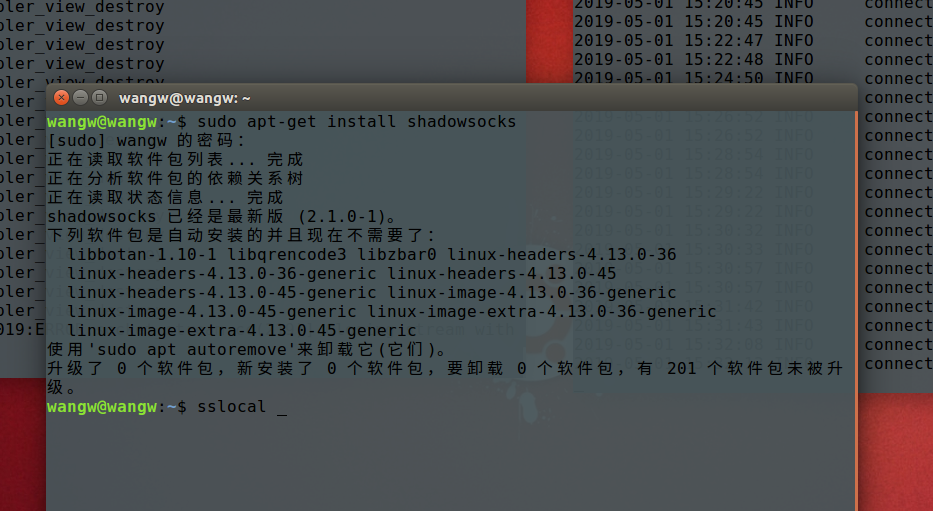 pler_view_destroy
pler_view_destroy
pler_view_destroy
pler_view_destroy
2019-05-01 15:20:45 INFO connect
2019-05-01 15:20:45 INFO connect
2019-05-01 15:22:47 INFO connect
2019-05-01 15:22:48 INFO connect
2019-05-01 15:24:50 INFO connect
wangw@wangw: ~
wangw@wangw:~$ sudo apt-get install shadowsocks
[sudo] wangw 的密码：
正在读取软件包列表... 完成
正在分析软件包的依赖关系树
正在读取状态信息... 完成
shadowsocks 已经是最新版 (2.1.0-1)。
下列软件包是自动安装的并且现在不需要了：
libbotan-1.10-1 libqrencode3 libzbar0 linux-headers-4.13.0-36
linux-headers-4.13.0-36-generic linux-headers-4.13.0-45
linux-headers-4.13.0-45-generic linux-image-4.13.0-36-generic
linux-image-4.13.0-45-generic linux-image-extra-4.13.0-36-generic
linux-image-extra-4.13.0-45-generic
使用'sudo apt autoremove'来卸载它(它们)。
升级了 0 个软件包，新安装了 0 个软件包，要卸载 0 个软件包，有 201 个软件包未被升
级。
wangw@wangw:~$ sslocal _